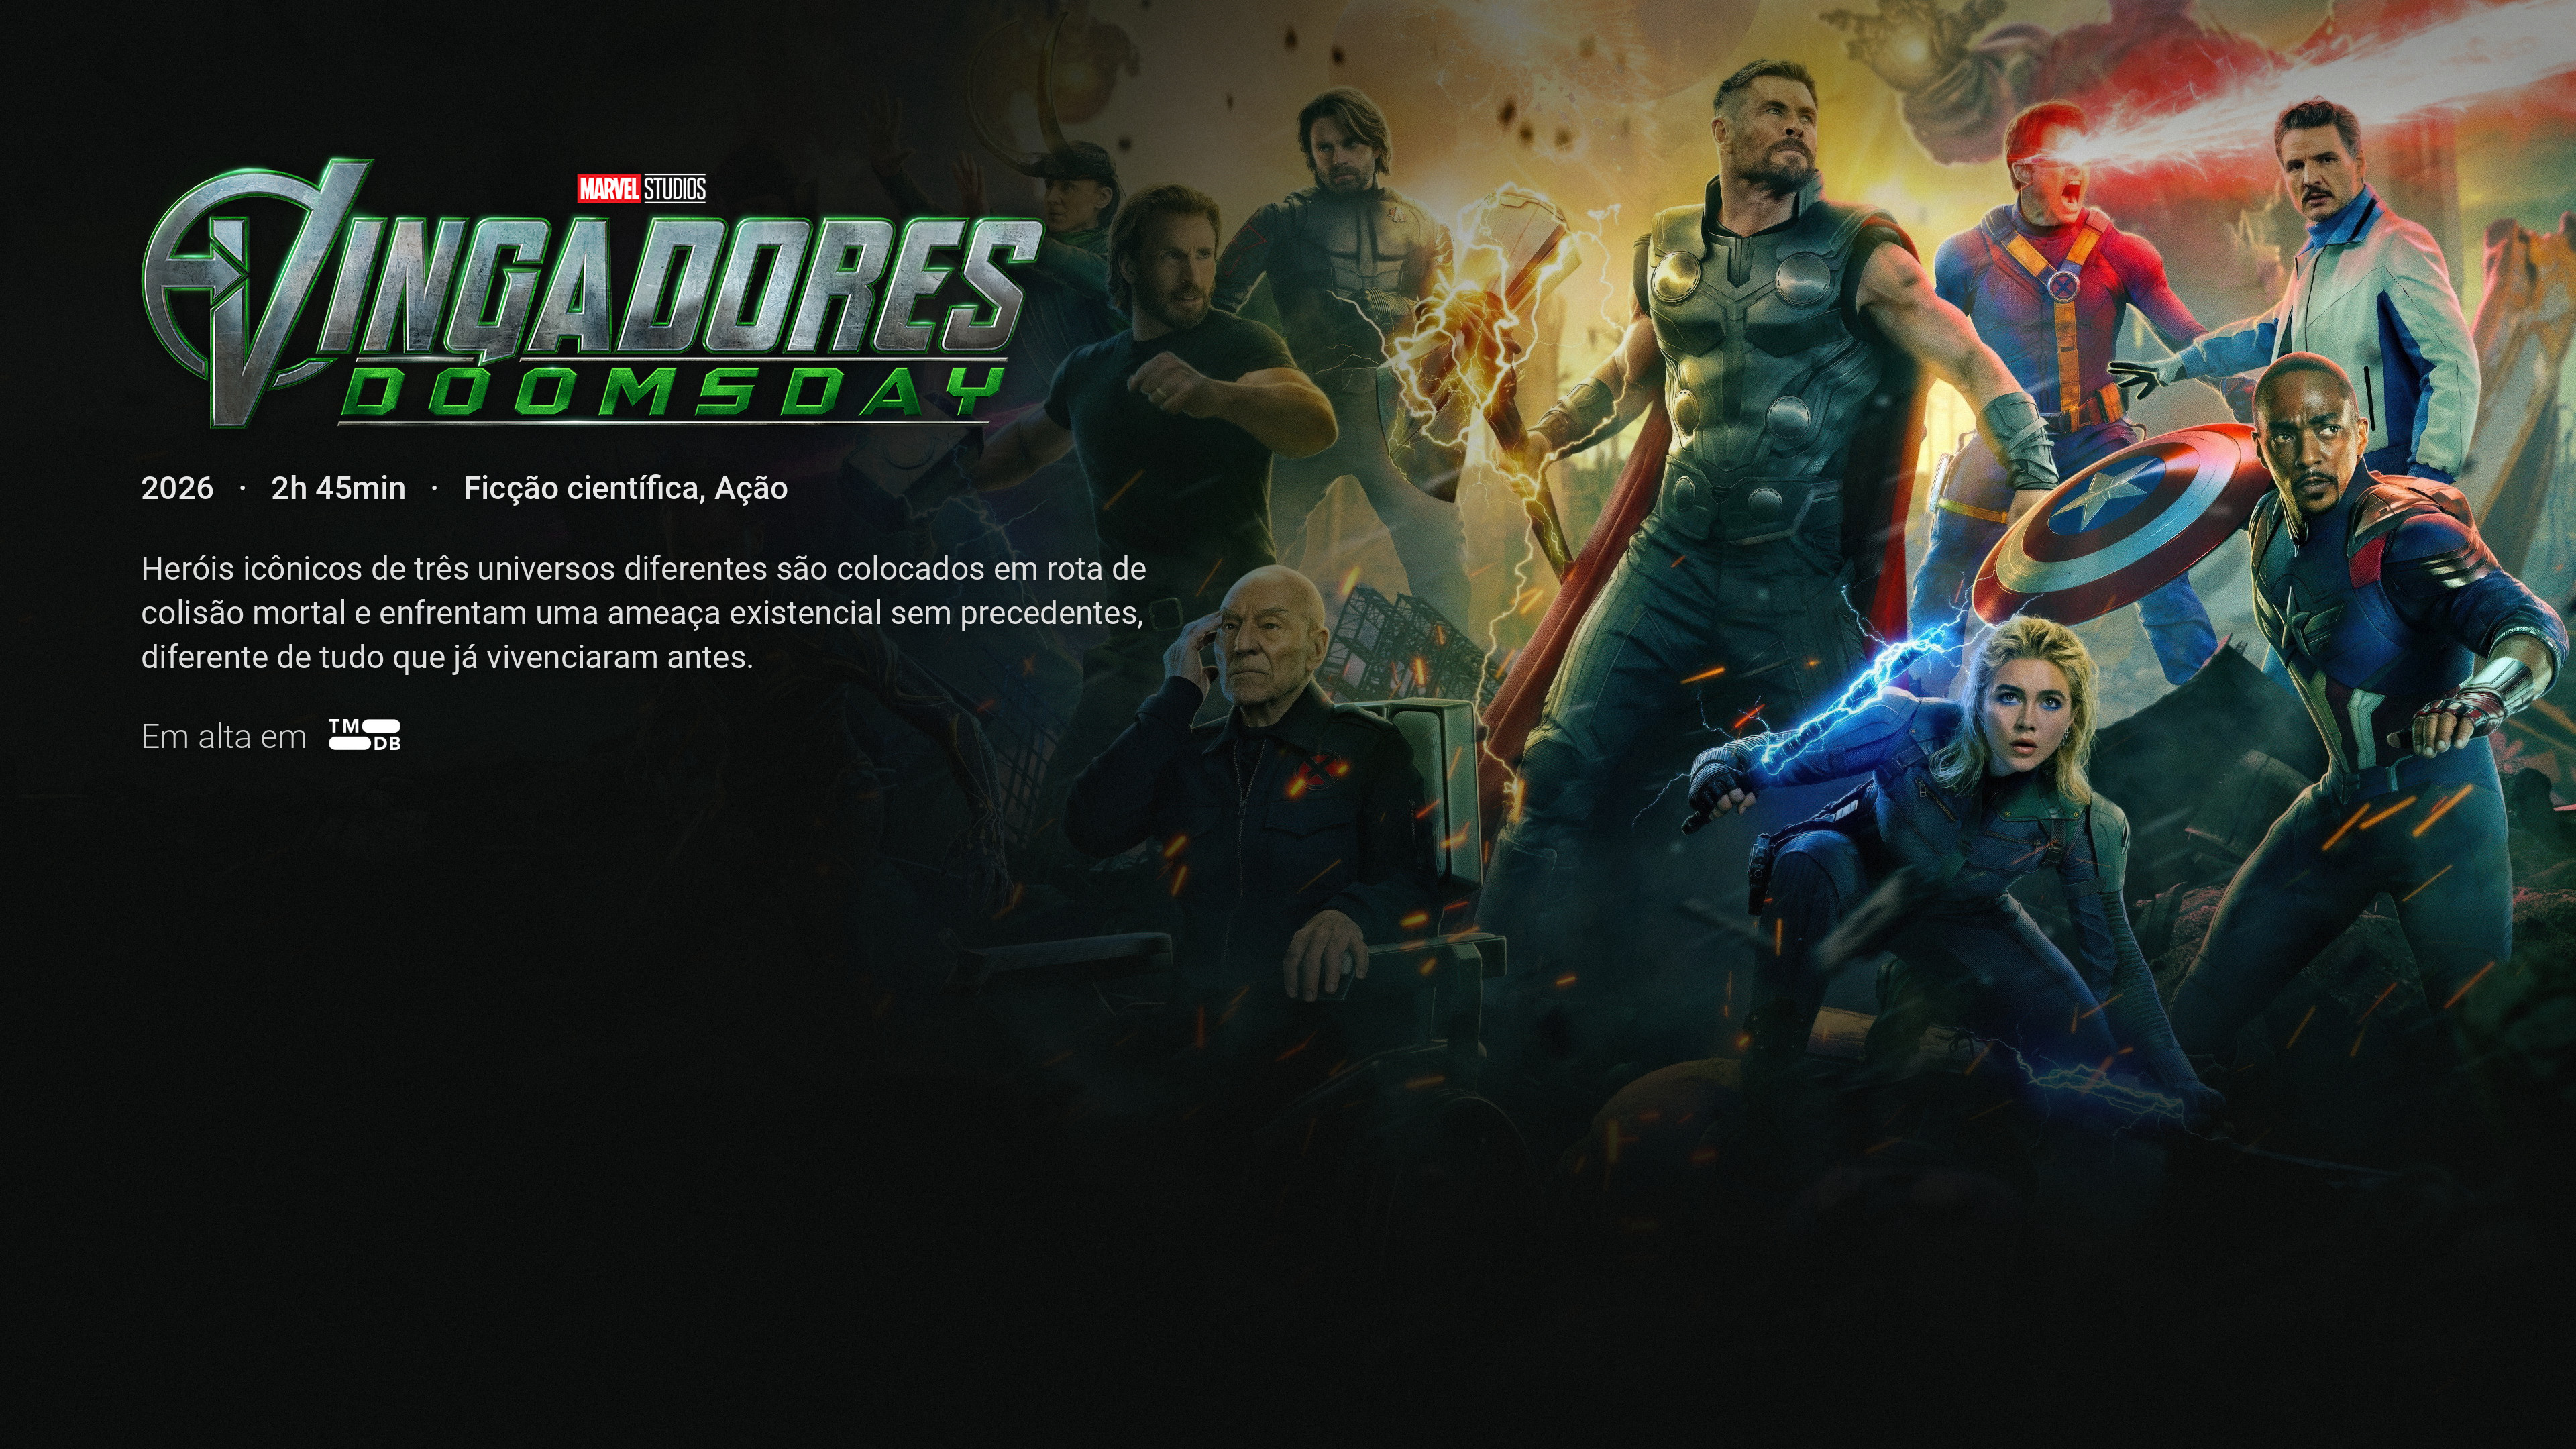 MARVEL STUDIOS
VINGADORES
DOOMSDAY
2026 · 2h 45min · Ficção científica, Ação
Heróis icônicos de três universos diferentes são colocados em rota de
colisão mortal e enfrentam uma ameaça existencial sem precedentes,
diferente de tudo que já vivenciaram antes.
Em alta em TMDB